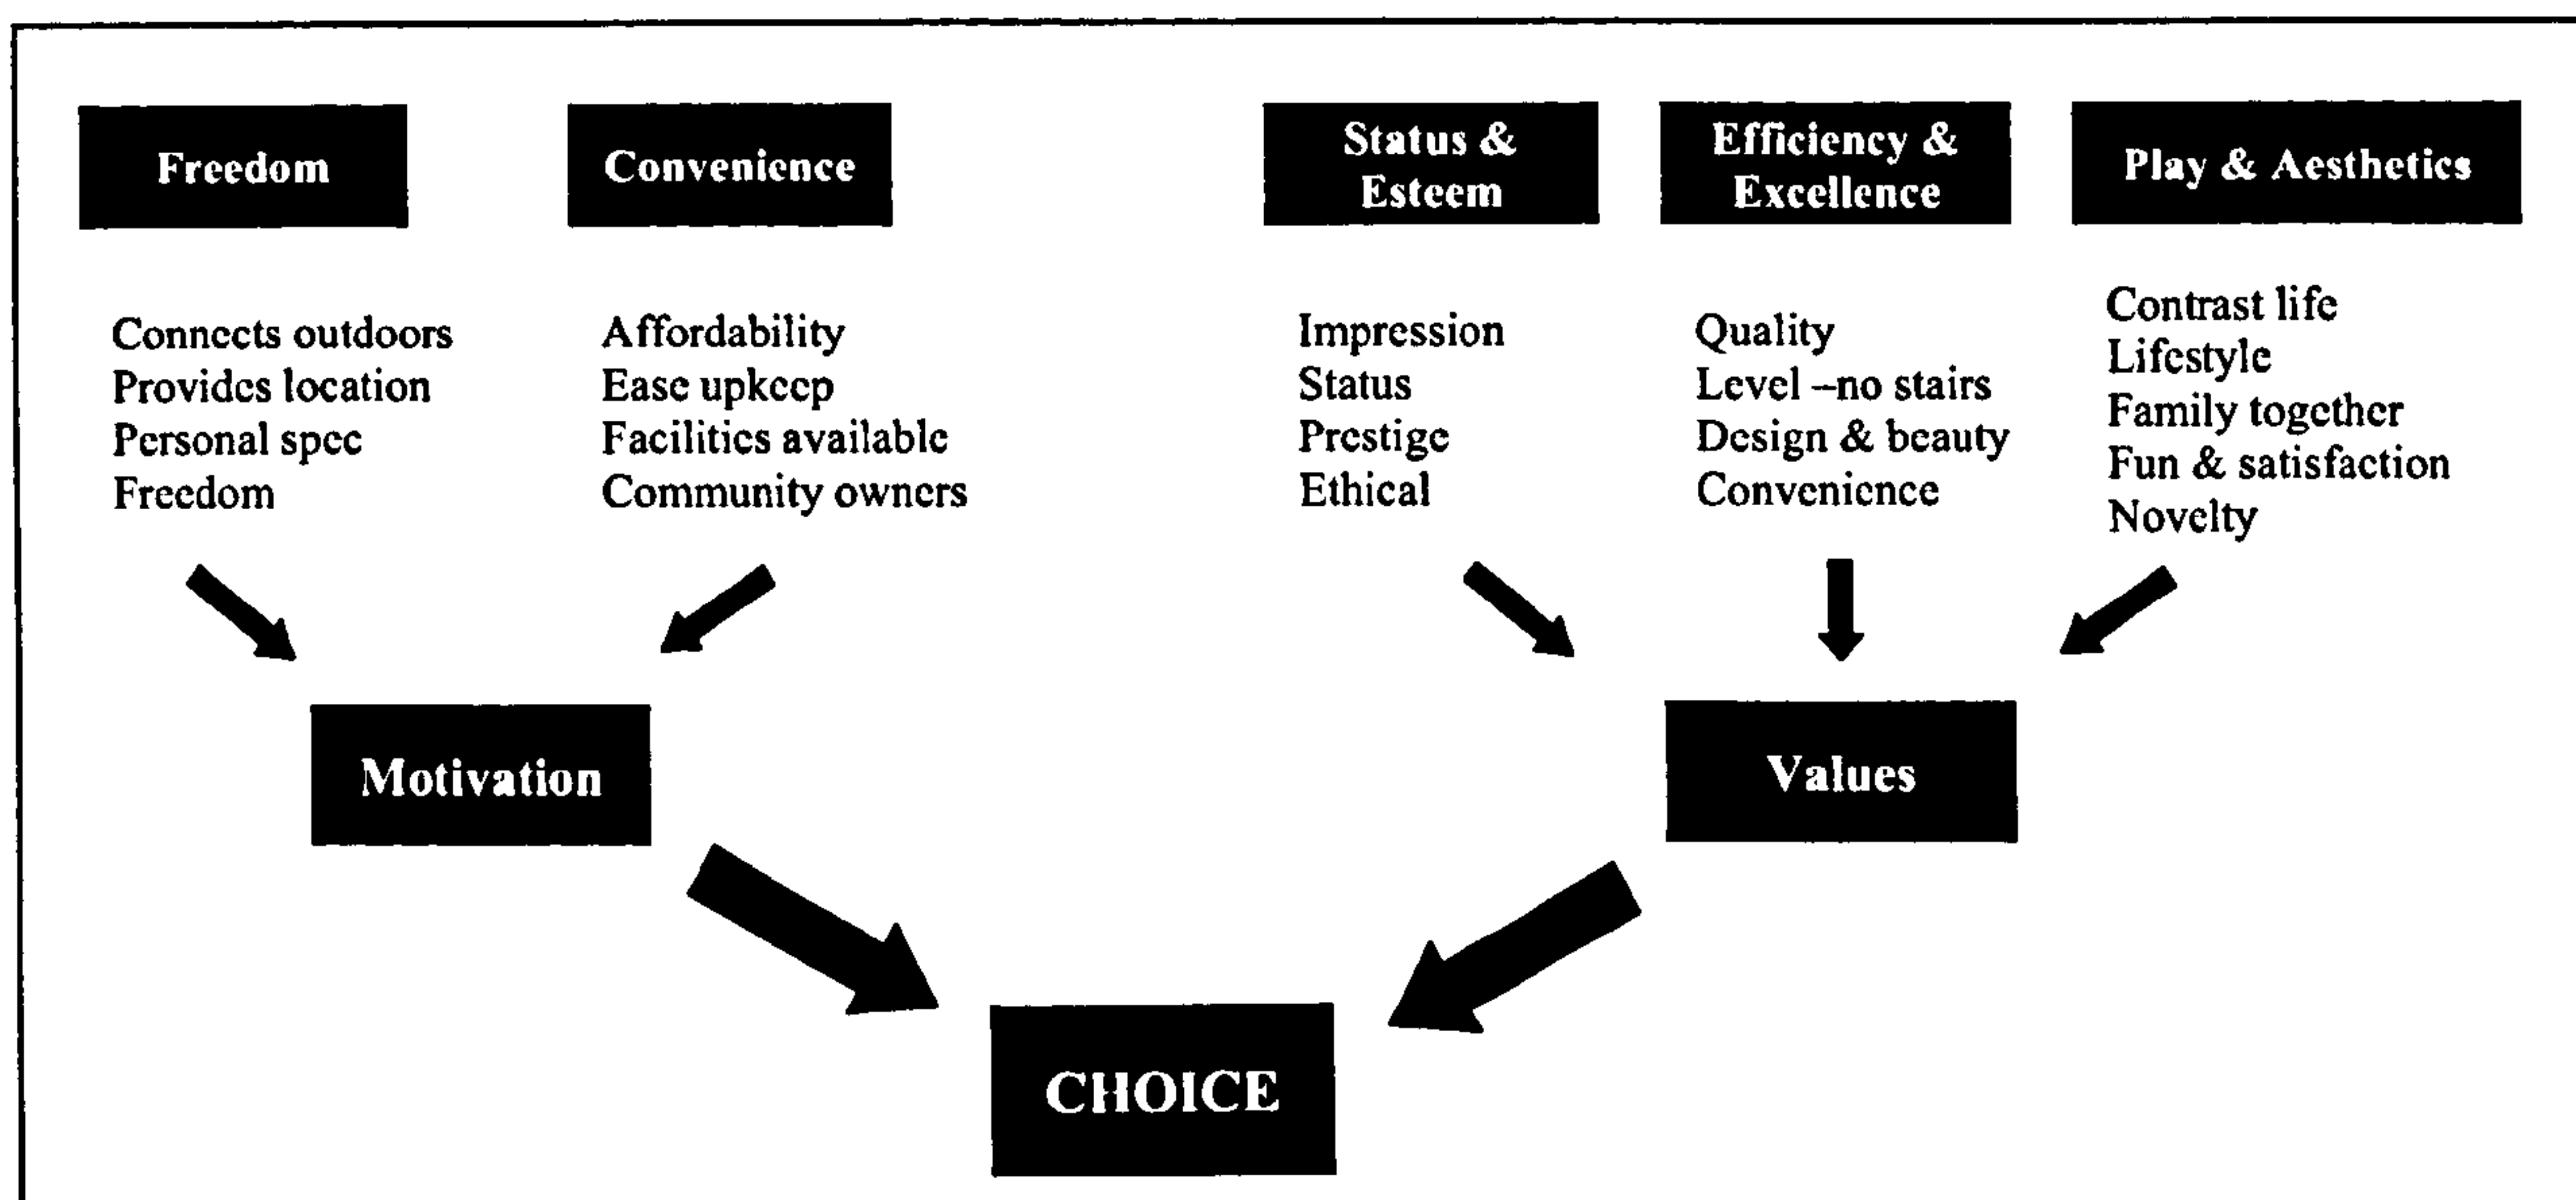 Freedom
Convenience
Status &
Esteem
Efficiency &
Excellence
Play & Aesthetics
Connects outdoors
Provides location
Personal spec
Freedom
Affordability
Ease upkeep
Facilities available
Community owners
Impression
Status
Prestige
Ethical
Quality
Level –no stairs
Design & beauty
Convenience
Contrast life
Lifestyle
Family together
Fun & satisfaction
Novelty
Motivation
Values
CHOICE